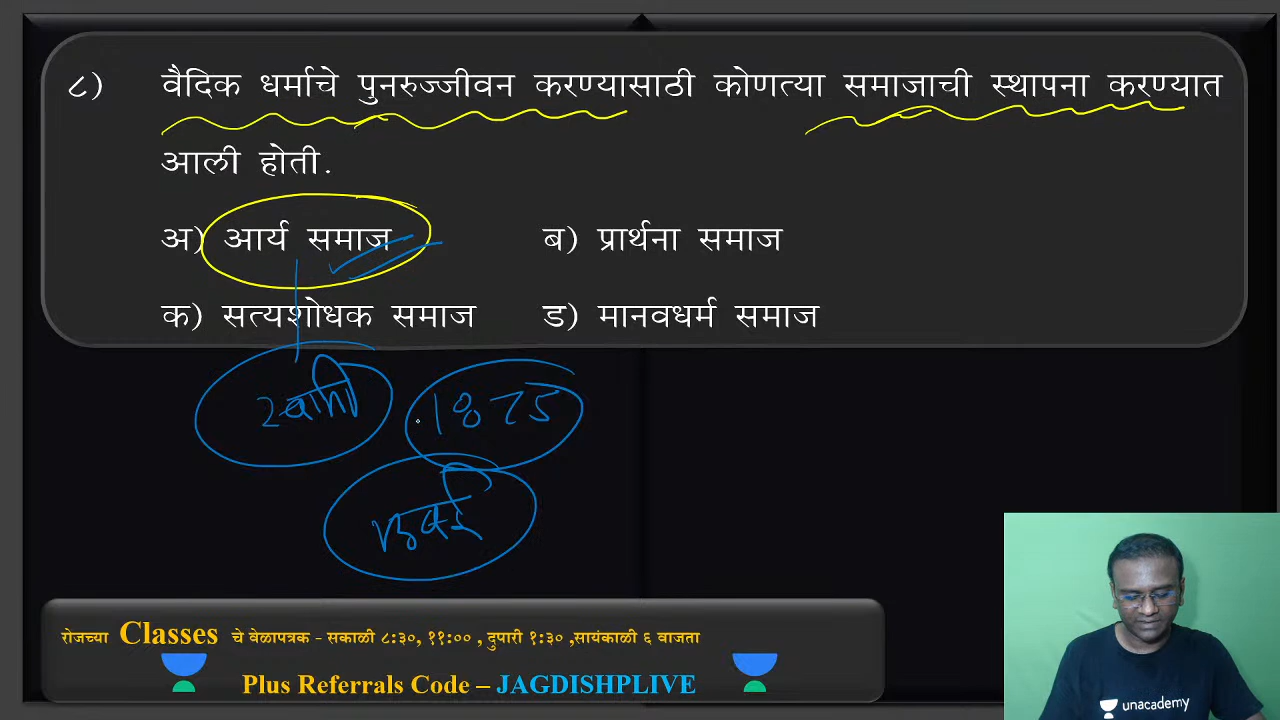 ८) वैदिक धर्माचे पुनरुज्जीवन करण्यासाठी कोणत्या समाजाची स्थापना करण्यात
आली होती.
अ) आर्य समाज ब) प्रार्थना समाज
क) सत्यशोधक समाज ड) मानवधर्म समाज
स्वामी 1875
मुंबई
रोजच्या Classes चे वेळापत्रक - सकाळी ८:३०, ११:०० , दुपारी १:३० ,सायंकाळी ६ वाजता
Plus Referrals Code – JAGDISHPLIVE
unacademy